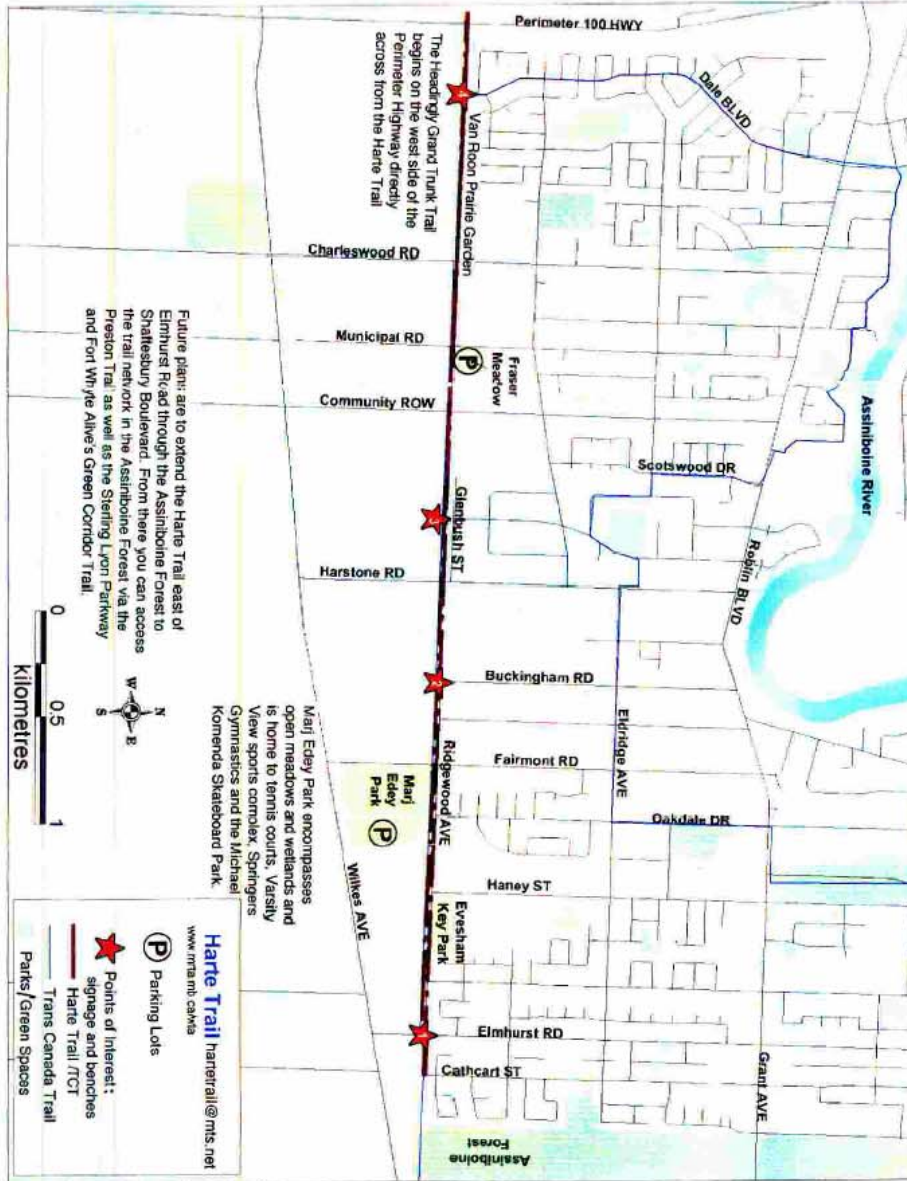 Perimeter 100 HWY
Dale BLVD
The Headingly Grand Trunk Trail
begins on the west side of the
Perimeter Highway directly
across from the Harte Trail
4
Van Roon Prairie Garden
Charleswood RD
Municipal RD
Community ROW
P
Fraser
Meadow
Scotswood DR
Assiniboine River
Roblin BLVD
3
Glenbush ST
Harstone RD
2
Buckingham RD
Eldridge AVE
Ridgewood AVE
Fairmont RD
Oakdale DR
Marj
Edey
Park
P
Haney ST
Evesham
Key Park
Wilkes AVE
1
Elmhurst RD
Cathcart ST
Grant AVE
Assiniboine
Forest
Future plans are to extend the Harte Trail east of
Elmhurst Road through the Assiniboine Forest to
Shaftesbury Boulevard. From there you can access
the trail network in the Assiniboine Forest via the
Preston Trail as well as the Sterling Lyon Parkway
and Fort Whyte Alive's Green Corridor Trail.
N
W
E
S
0 0.5 1
kilometres
Marj Edey Park encompasses
open meadows and wetlands and
is home to tennis courts, Varsity
View sports complex, Springers
Gymnastics and the Michael
Komenda Skateboard Park.
Harte Trail hartetrail@mts.net
P Parking Lots
Points of Interest:
signage and benches
Harte Trail /TCT
Trans Canada Trail
Parks/Green Spaces